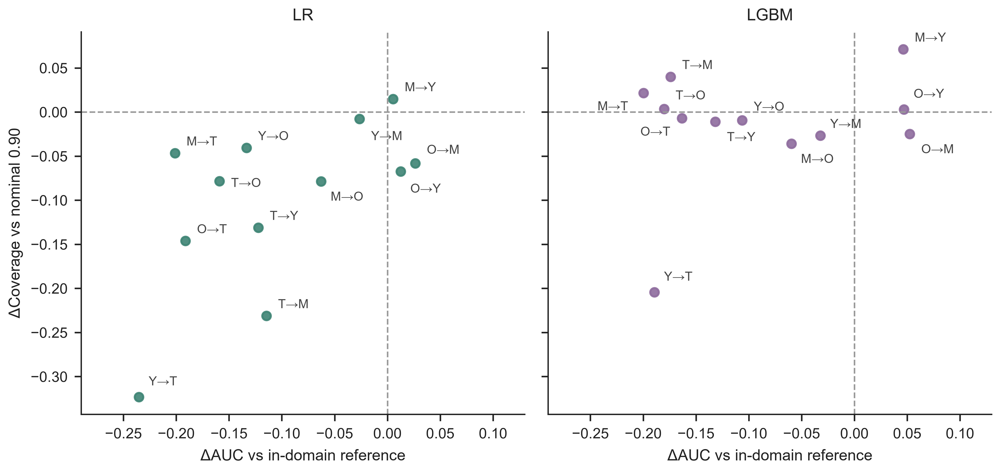 LR
ΔCoverage vs nominal 0.90
0.05
0.00
−0.05
−0.10
−0.15
−0.20
−0.25
−0.30
M→Y
Y→M
M→T
Y→O
O→M
T→O
O→Y
M→O
T→Y
O→T
T→M
Y→T
−0.25 −0.20 −0.15 −0.10 −0.05 0.00 0.05 0.10
ΔAUC vs in-domain reference
LGBM
M→Y
T→M
T→O
O→Y
M→T
Y→O
Y→M
O→T
T→Y
O→M
M→O
Y→T
−0.25 −0.20 −0.15 −0.10 −0.05 0.00 0.05 0.10
ΔAUC vs in-domain reference